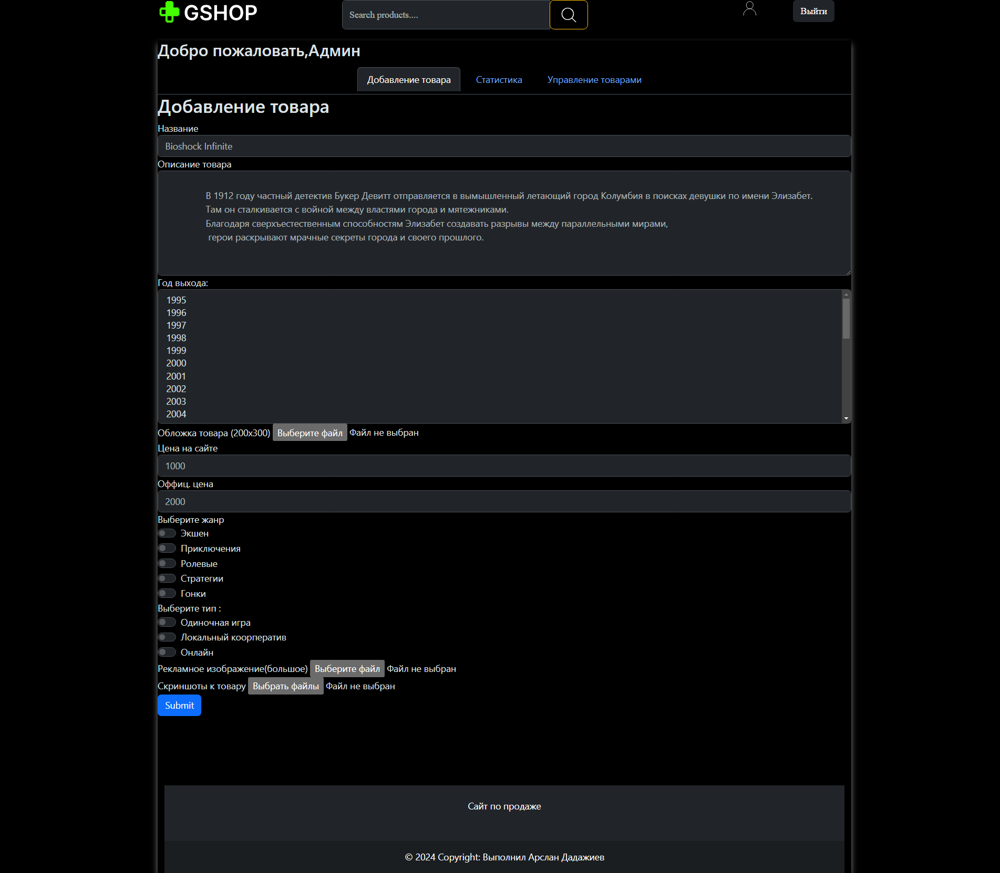 GSHOP
Search products....
Выйти
Добро пожаловать,Админ
Добавление товара
Статистика
Управление товарами
Добавление товара
Название
Bioshock Infinite
Описание товара
В 1912 году частный детектив Букер Девитт отправляется в вымышленный летающий город Колумбия в поисках девушки по имени Элизабет.
Там он сталкивается с войной между властями города и мятежниками.
Благодаря сверхъестественным способностям Элизабет создавать разрывы между параллельными мирами,
герои раскрывают мрачные секреты города и своего прошлого.
Год выхода:
1995
1996
1997
1998
1999
2000
2001
2002
2003
2004
Обложка товара (200x300) Выберите файл Файл не выбран
Цена на сайте
1000
Оффиц. цена
2000
Выберите жанр
Экшен
Приключения
Ролевые
Стратегии
Гонки
Выберите тип :
Одиночная игра
Локальный коорператив
Онлайн
Рекламное изображение(большое) Выберите файл Файл не выбран
Скриншоты к товару Выбрать файлы Файл не выбран
Submit
Сайт по продаже
© 2024 Copyright: Выполнил Арслан Дадажиев